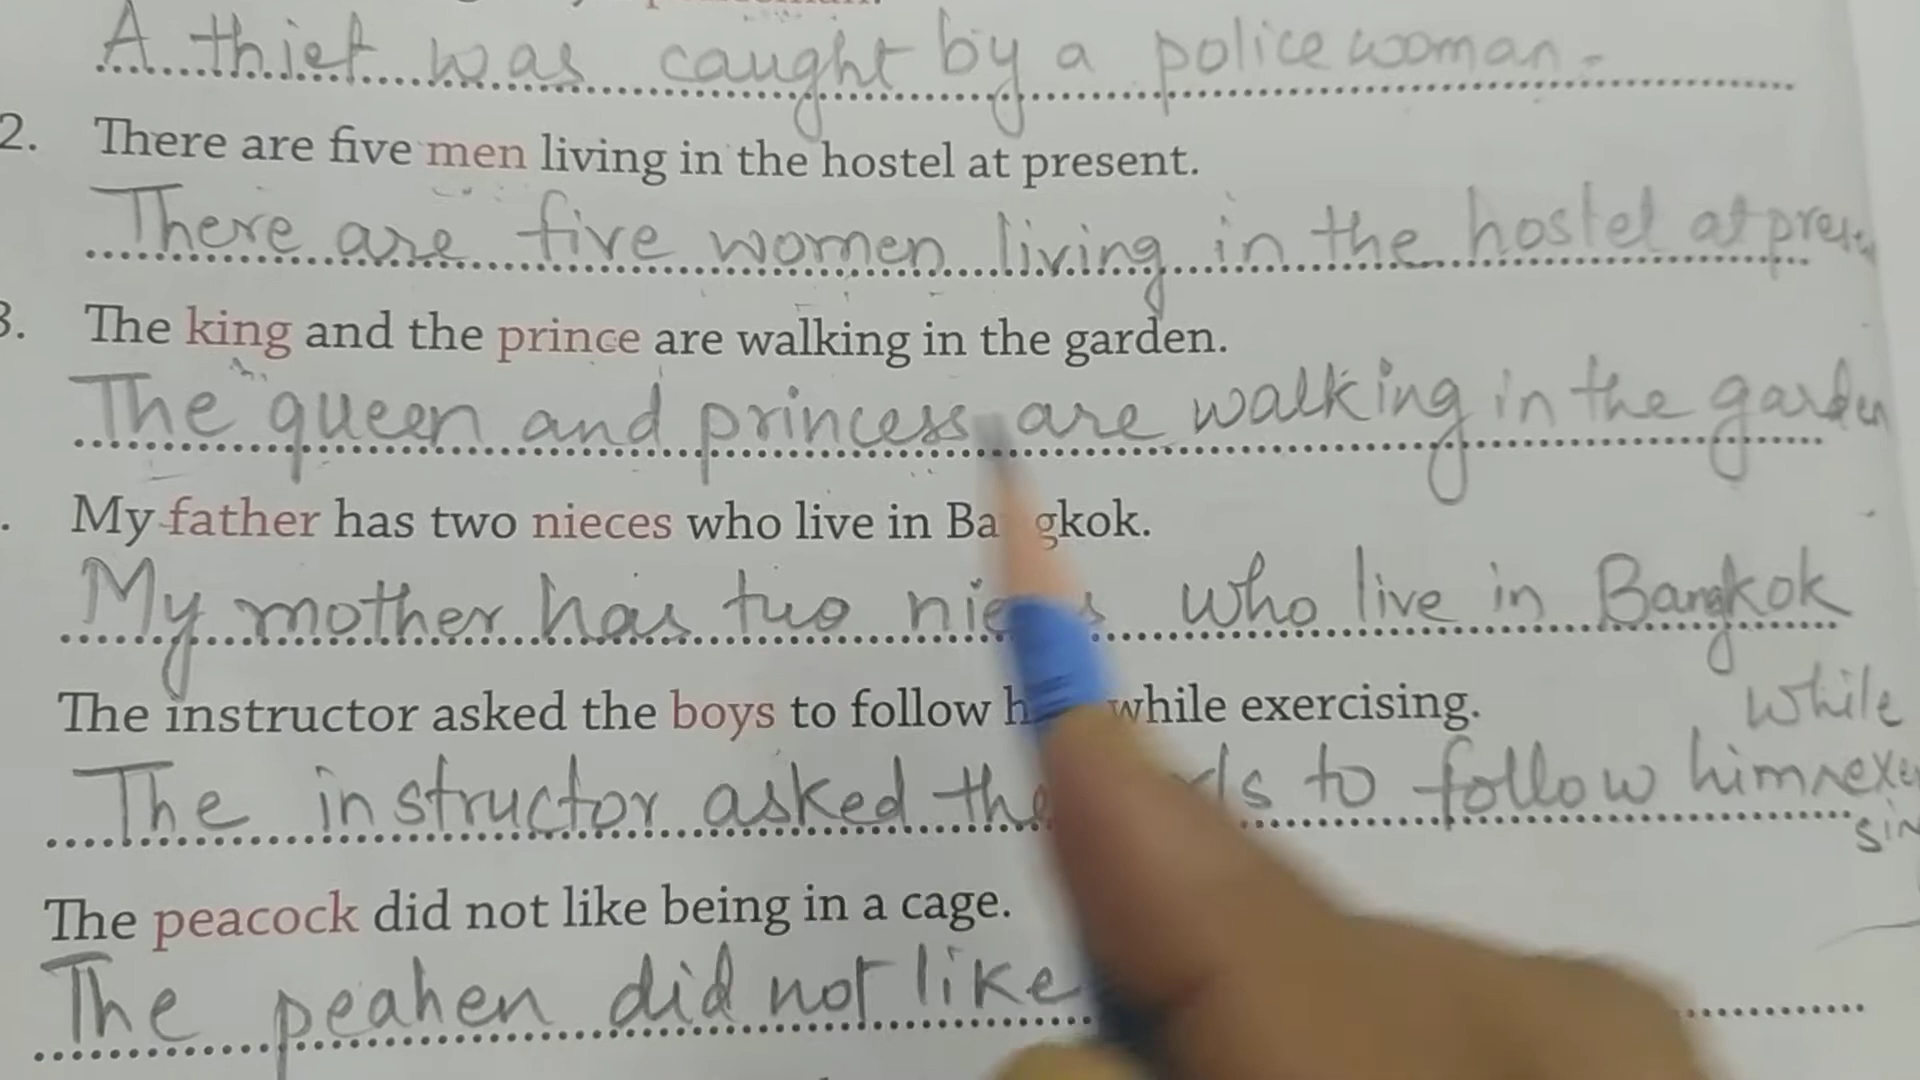 A thief was caught by a policewoman.
2. There are five men living in the hostel at present.
There are five women living in the hostel at
3. The king and the prince are walking in the garden.
The queen and princess are walking in the garden
. My father has two nieces who live in Ba gkok.
My mother has two who live in Bangkok
The instructor asked the boys to follow while exercising.
while
The instructor asked the to follow him
The peacock did not like being in a cage.
The peahen did not like